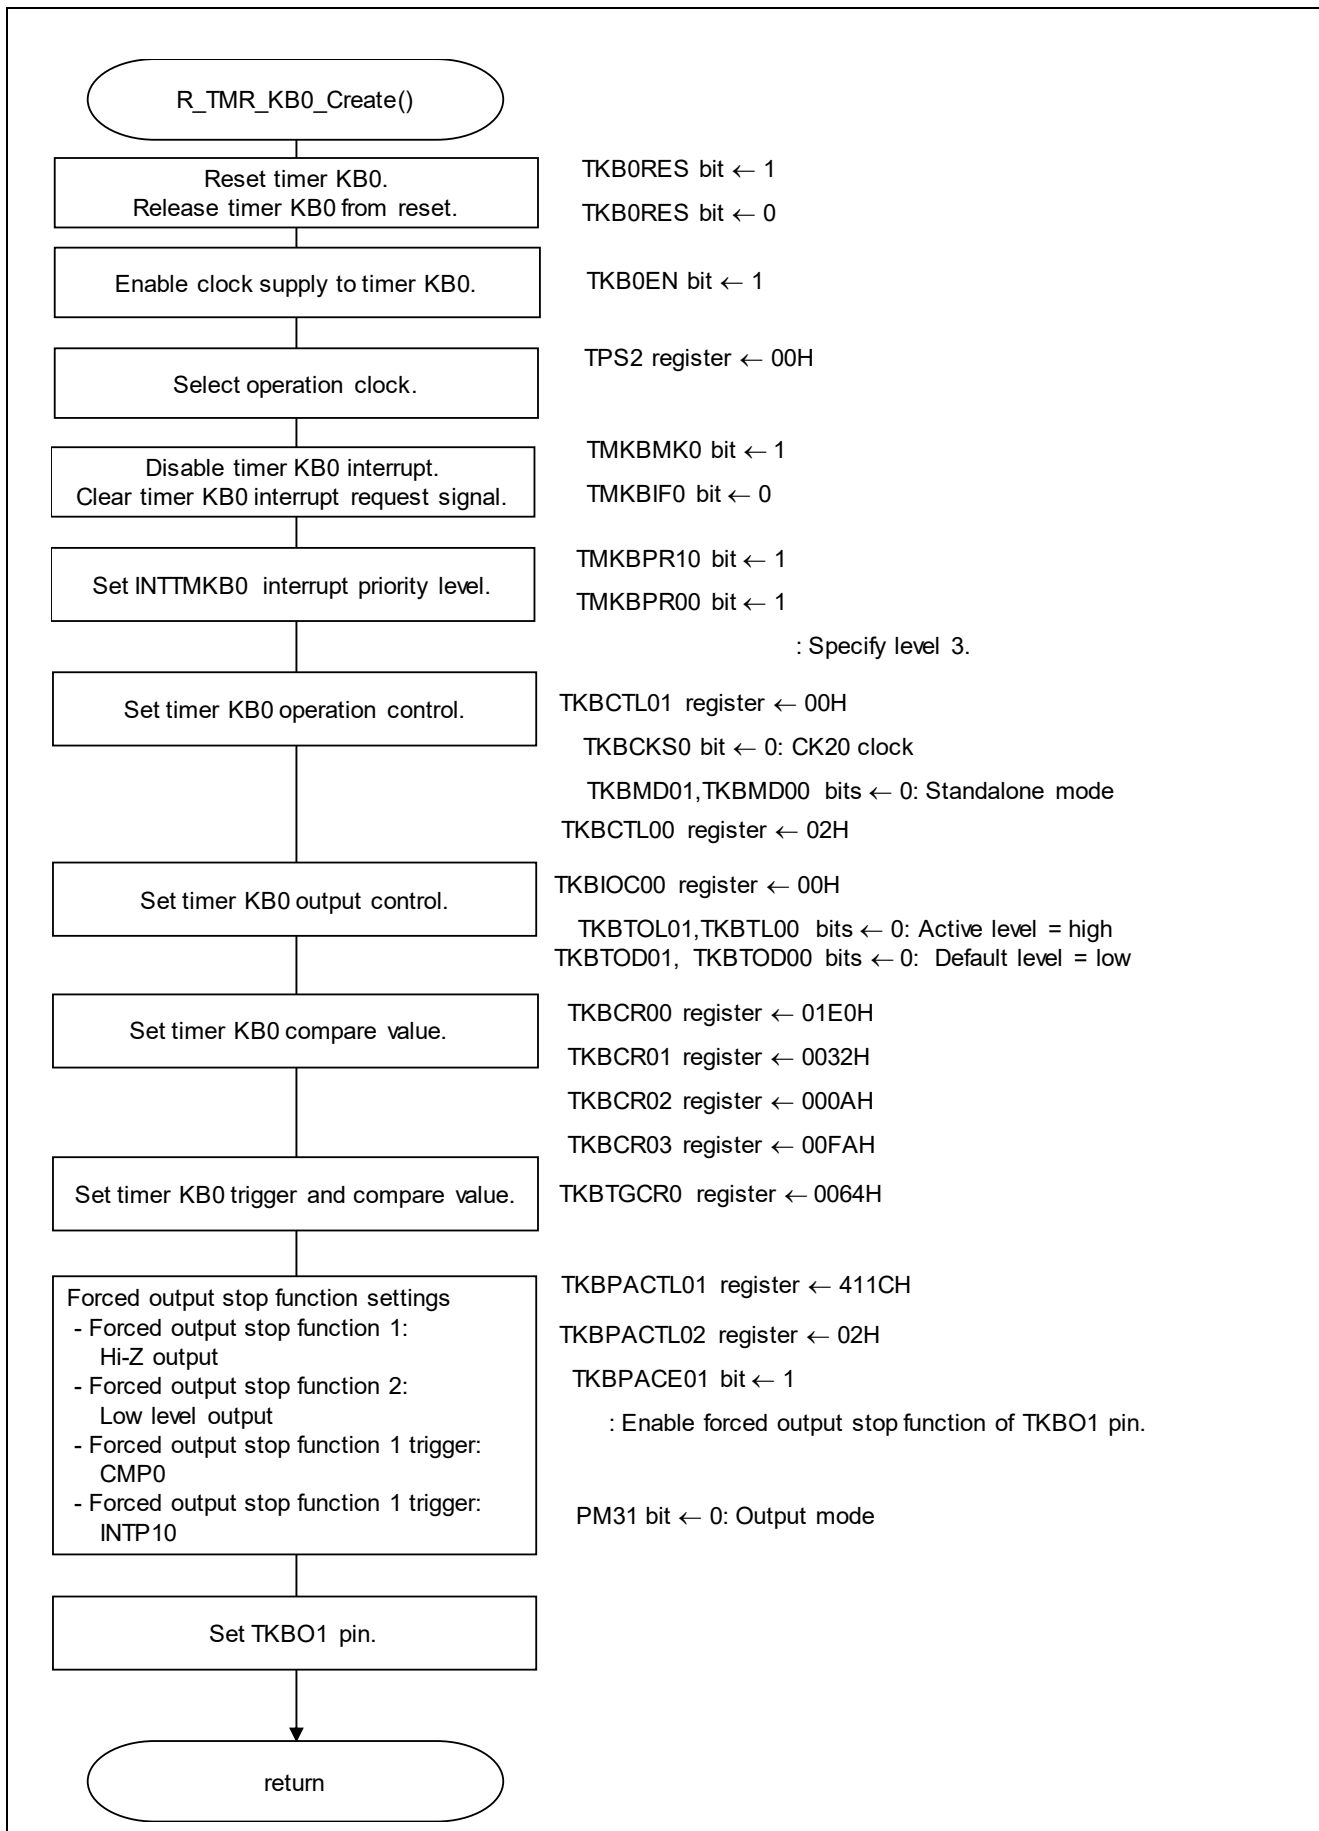 R_TMR_KB0_Create()
Reset timer KB0.
Release timer KB0 from reset.
TKB0RES bit ← 1
TKB0RES bit ← 0
Enable clock supply to timer KB0.
TKB0EN bit ← 1
Select operation clock.
TPS2 register ← 00H
Disable timer KB0 interrupt.
Clear timer KB0 interrupt request signal.
TMKBMK0 bit ← 1
TMKBIF0 bit ← 0
Set INTTMKB0 interrupt priority level.
TMKBPR10 bit ← 1
TMKBPR00 bit ← 1
: Specify level 3.
Set timer KB0 operation control.
TKBCTL01 register ← 00H
TKBCKS0 bit ← 0: CK20 clock
TKBMD01,TKBMD00 bits ← 0: Standalone mode
TKBCTL00 register ← 02H
Set timer KB0 output control.
TKBIOC00 register ← 00H
TKBTOL01,TKBTL00 bits ← 0: Active level = high
TKBTOD01, TKBTOD00 bits ← 0: Default level = low
Set timer KB0 compare value.
TKBCR00 register ← 01E0H
TKBCR01 register ← 0032H
TKBCR02 register ← 000AH
TKBCR03 register ← 00FAH
Set timer KB0 trigger and compare value.
TKBTGCR0 register ← 0064H
Forced output stop function settings
- Forced output stop function 1:
Hi-Z output
- Forced output stop function 2:
Low level output
- Forced output stop function 1 trigger:
CMP0
- Forced output stop function 1 trigger:
INTP10
TKBPACTL01 register ← 411CH
TKBPACTL02 register ← 02H
TKBPACE01 bit ← 1
: Enable forced output stop function of TKBO1 pin.
PM31 bit ← 0: Output mode
Set TKBO1 pin.
return